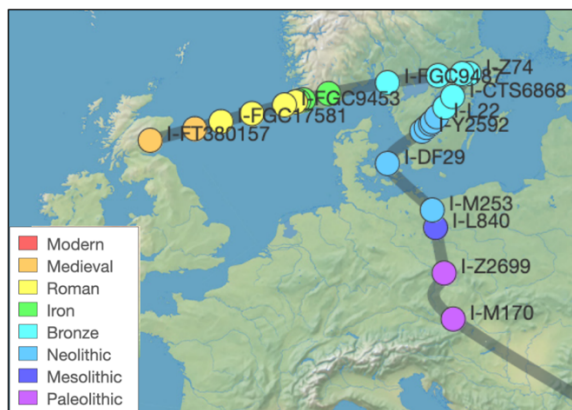 I-Z74
I-FGC9487
I-CTS6868
I-FGC9453
I-L22
I-FGC17581
I-Y2592
I-FT380157
I-DF29
I-M253
I-L840
I-Z2699
I-M170
Modern
Medieval
Roman
Iron
Bronze
Neolithic
Mesolithic
Paleolithic